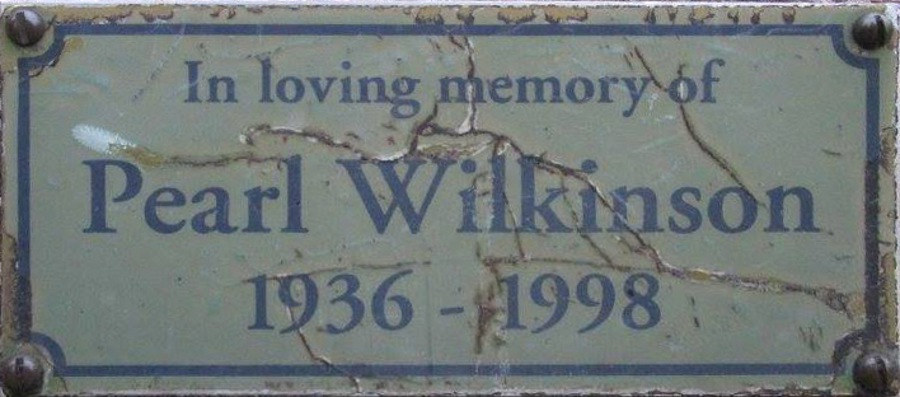 In loving memory of
Pearl Wilkinson
1936 - 1998